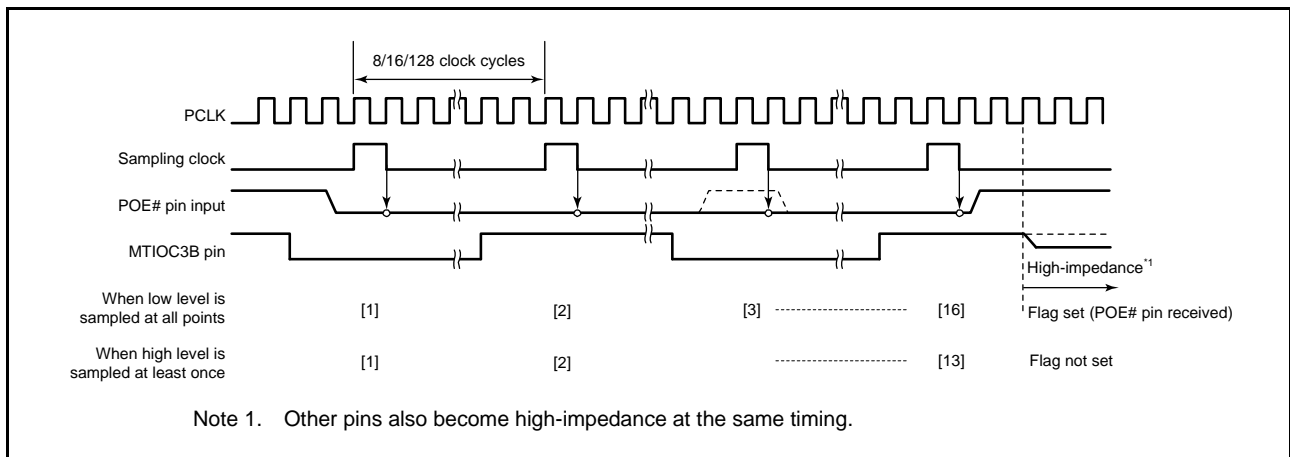 8/16/128 clock cycles
PCLK
Sampling clock
POE# pin input
MTIOC3B pin
High-impedance*1
When low level is
sampled at all points
[1] [2] [3] [16] Flag set (POE# pin received)
When high level is
sampled at least once
[1] [2] [13] Flag not set
Note 1. Other pins also become high-impedance at the same timing.